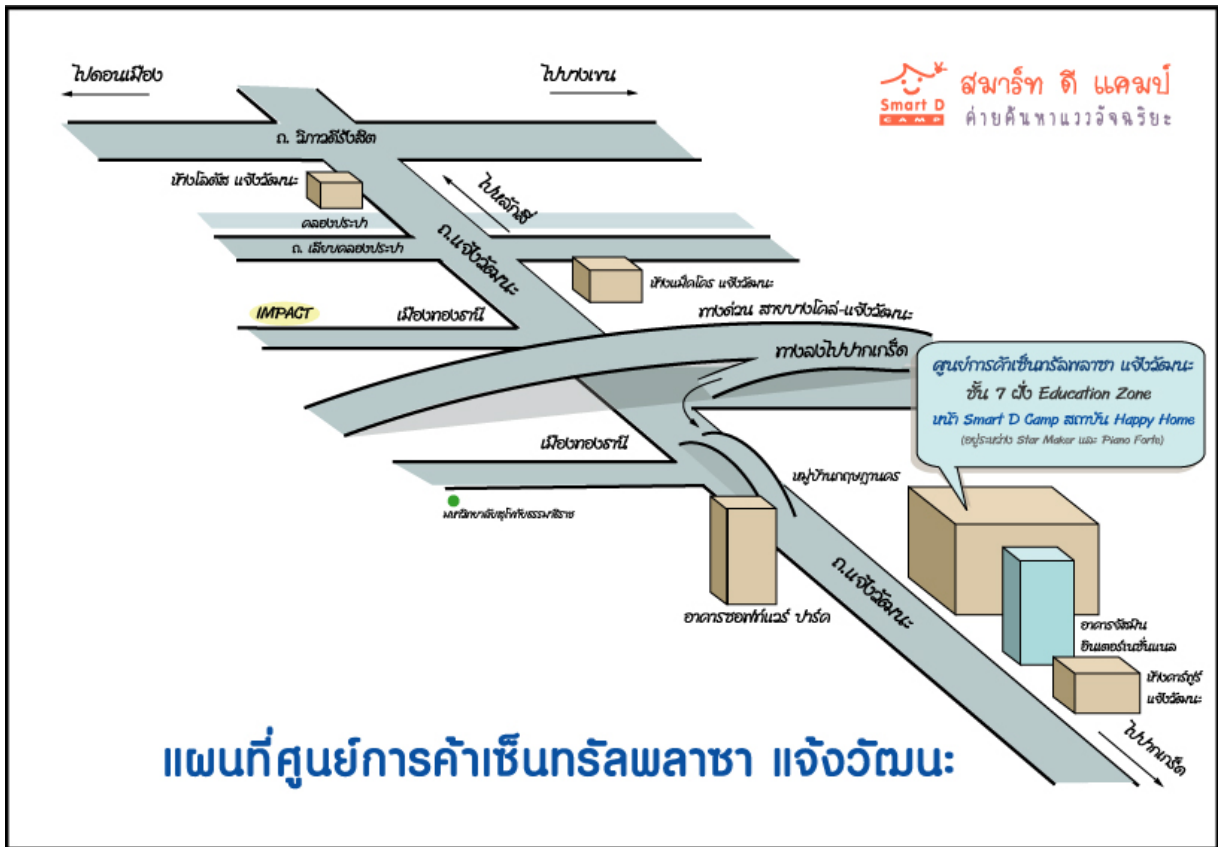 ไปดอนเมือง
ไปบางเขน
Smart D
CAMP
สมาร์ท ดี แคมป์
ค่ายค้นหาแววอัจฉริยะ
ถ. วิภาวดีรังสิต
ห้างโลตัส แจ้งวัฒนะ
ไปหลักสี่
คลองประปา
ถ. เลียบคลองประปา
ถ.แจ้งวัฒนะ
ห้างแม็คโคร แจ้งวัฒนะ
IMPACT
เมืองทองธานี
ทางด่วน สายบางโคล่-แจ้งวัฒนะ
ทางลงไปปากเกร็ด
ศูนย์การค้าเซ็นทรัลพลาซา แจ้งวัฒนะ
ชั้น 7 ฝั่ง Education Zone
หน้า Smart D Camp สถาบัน Happy Home
(อยู่ระหว่าง Star Maker และ Piano Forte)
เมืองทองธานี
หมู่บ้านกฤษฎานคร
มหาวิทยาลัยสุโขทัยธรรมาธิราช
ถ.แจ้งวัฒนะ
อาคารซอฟท์แวร์ ปาร์ค
อาคารจัสมิน
อินเตอร์เนชั่นแนล
ห้างคาร์ฟูร์
แจ้งวัฒนะ
ไปปากเกร็ด
แผนที่ศูนย์การค้าเซ็นทรัลพลาซา แจ้งวัฒนะ